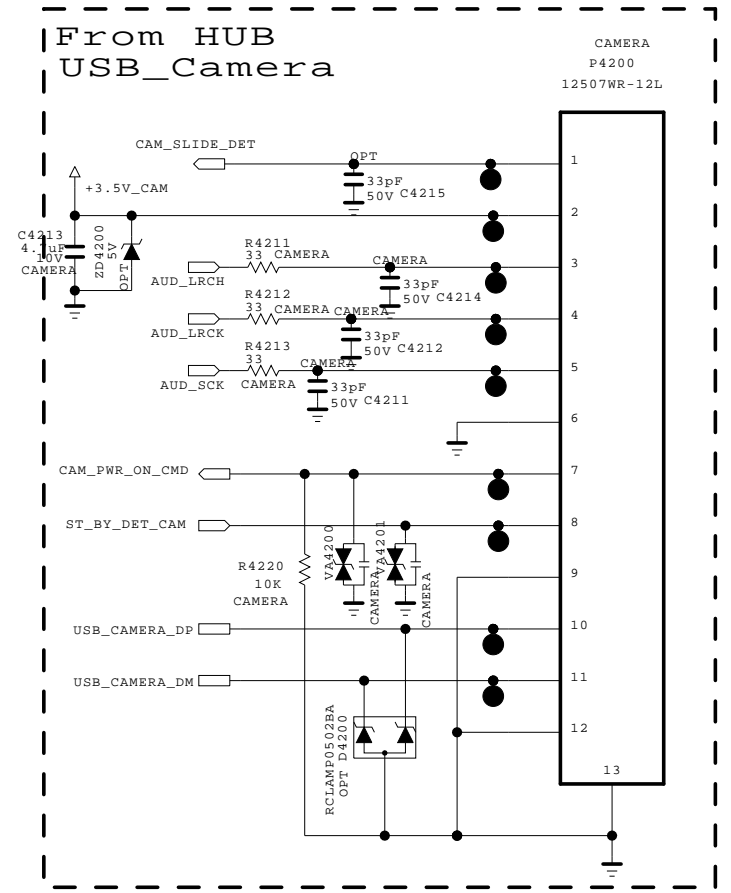 From HUB
USB_Camera
CAMERA
P4200
12507WR-12L
CAM_SLIDE_DET
OPT
1
33pF
50V C4215
+3.5V_CAM
2
C4213
4.7uF
10V
CAMERA
ZD4200
5V
OPT
R4211
33 CAMERA
CAMERA
3
AUD_LRCH
33pF
50V C4214
R4212
33 CAMERA
CAMERA
4
AUD_LRCK
33pF
50V C4212
R4213
33
CAMERA
CAMERA
5
AUD_SCK
33pF
50V C4211
6
CAM_PWR_ON_CMD
7
ST_BY_DET_CAM
8
VA4200
CAMERA
VA4201
CAMERA
R4220
10K
CAMERA
9
USB_CAMERA_DP
10
USB_CAMERA_DM
11
RCLAMP0502BA
OPT D4200
12
13